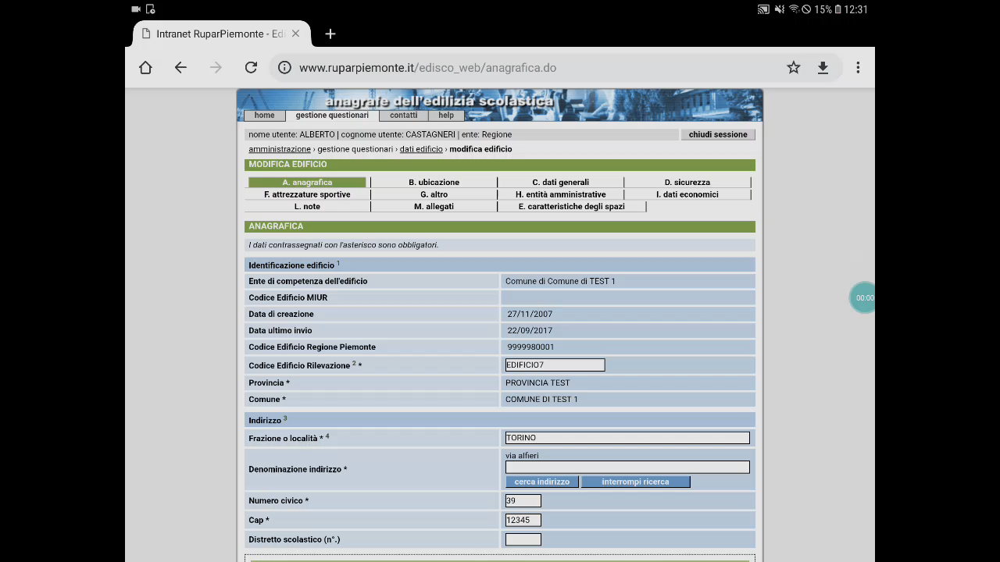 15% 12:31
Intranet RuparPiemonte - Edi
www.ruparpiemonte.it/edisco_web/anagrafica.do
anagrafe dell'edilizia scolastica
home gestione questionari contatti help
nome utente: ALBERTO | cognome utente: CASTAGNERI | ente: Regione chiudi sessione
amministrazione › gestione questionari › dati edificio › modifica edificio
MODIFICA EDIFICIO
A. anagrafica B. ubicazione C. dati generali D. sicurezza
F. attrezzature sportive G. altro H. entità amministrative I. dati economici
L. note M. allegati E. caratteristiche degli spazi
ANAGRAFICA
I dati contrassegnati con l'asterisco sono obbligatori.
Identificazione edificio 1
Ente di competenza dell'edificio Comune di Comune di TEST 1
Codice Edificio MIUR
00:00
Data di creazione 27/11/2007
Data ultimo invio 22/09/2017
Codice Edificio Regione Piemonte 9999980001
Codice Edificio Rilevazione 2 * EDIFICIO7
Provincia * PROVINCIA TEST
Comune * COMUNE DI TEST 1
Indirizzo 3
Frazione o località * 4 TORINO
via alfieri
Denominazione indirizzo *
cerca indirizzo interrompi ricerca
Numero civico * 39
Cap * 12345
Distretto scolastico (n°.)